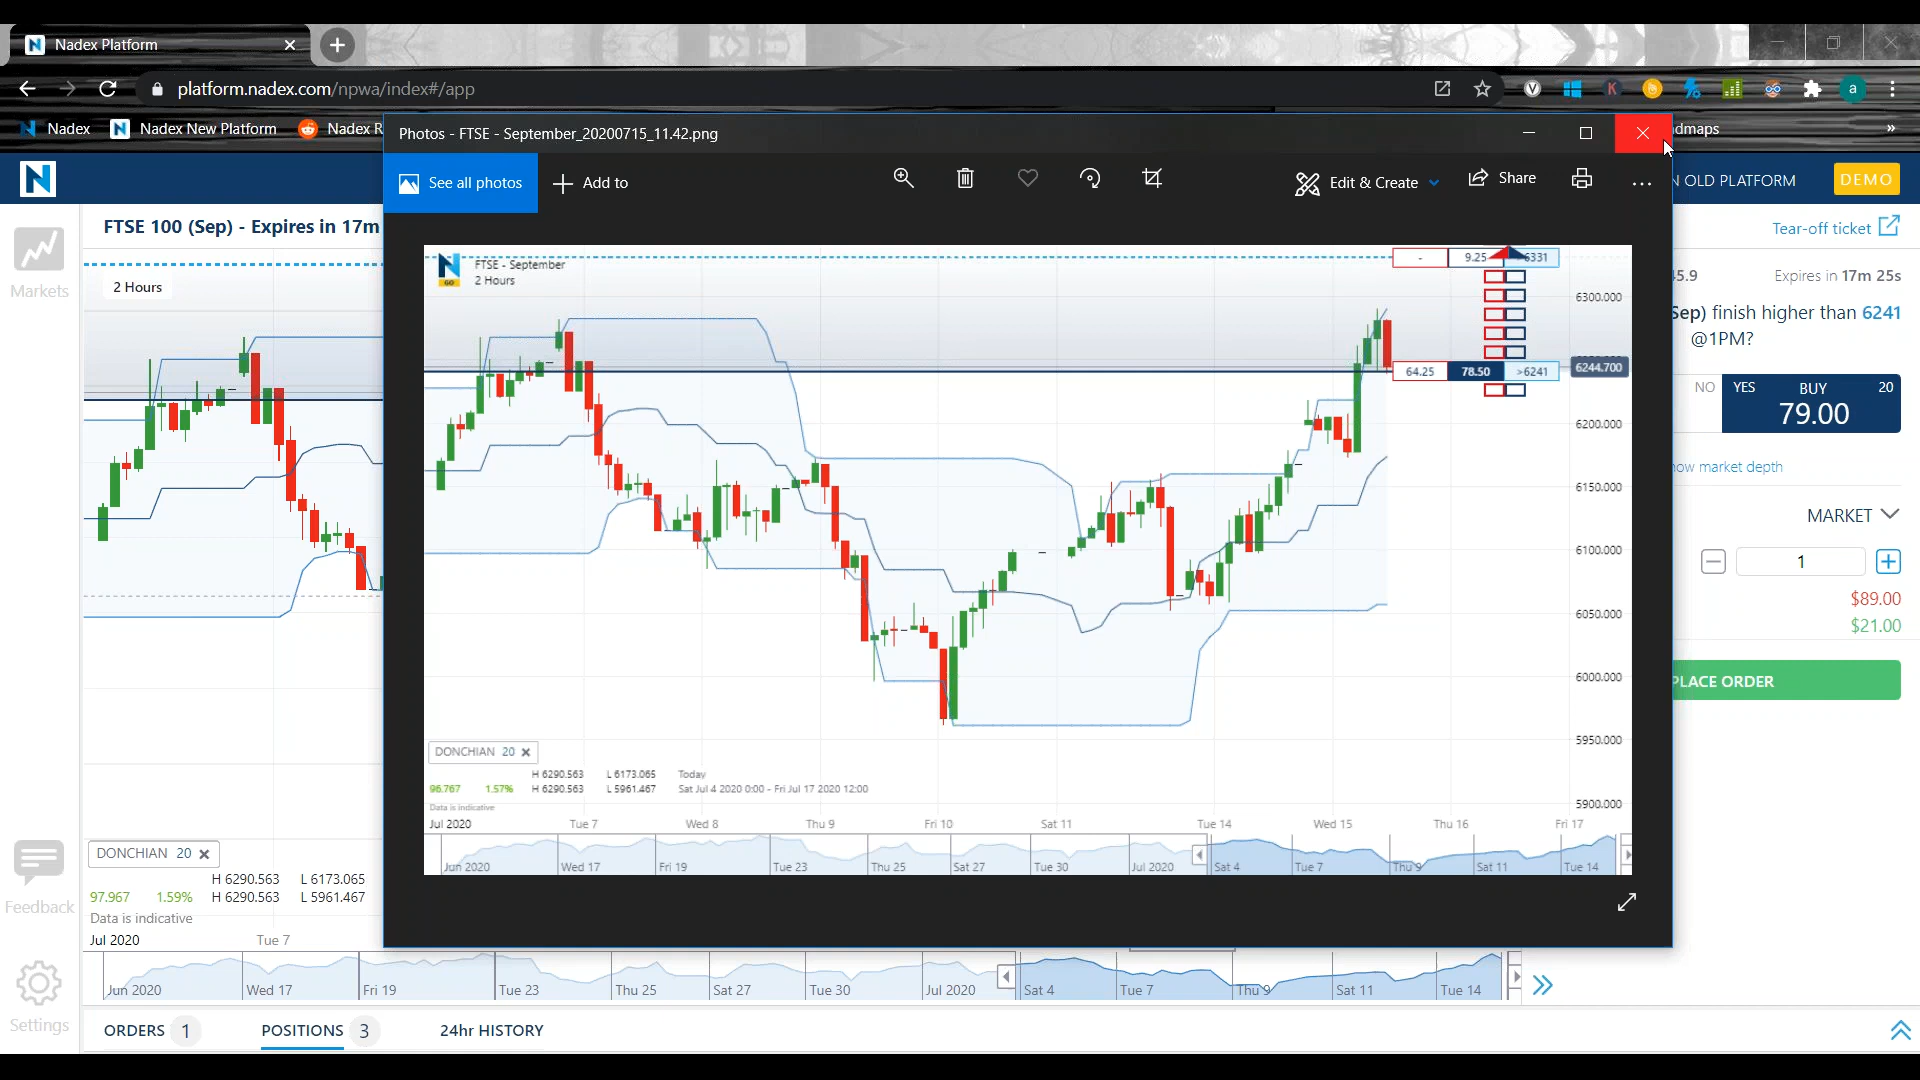 Nadex Platform
platform.nadex.com/npwa/index#/app
K
a
Nadex
Nadex New Platform
Nadex R
dmaps
Photos - FTSE - September_20200715_11.42.png
See all photos
Add to
Edit & Create
Share
N OLD PLATFORM
DEMO
Markets
FTSE 100 (Sep) - Expires in 17m
Tear-off ticket
2 Hours
45.9
Expires in 17m 25s
Sep) finish higher than 6241
@1PM?
NO
YES
BUY
20
79.00
ow market depth
MARKET
1
$89.00
$21.00
PLACE ORDER
GO
FTSE - September
2 Hours
-
9.25
6331
6300.000
64.25
78.50
>6241
6244.700
6200.000
6150.000
6100.000
6050.000
6000.000
5950.000
5900.000
DONCHIAN 20
H 6290.563 L 6173.065 Today
96.767 1.57% H 6290.563 L 5961.467 Sat Jul 4 2020 0:00 - Fri Jul 17 2020 12:00
Data is indicative
Jul 2020 Tue 7 Wed 8 Thu 9 Fri 10 Sat 11 Tue 14 Wed 15 Thu 16 Fri 17
Jun 2020 Wed 17 Fri 19 Tue 23 Thu 25 Sat 27 Tue 30 Jul 2020 Sat 4 Tue 7 Thu 9 Sat 11 Tue 14
DONCHIAN 20
H 6290.563 L 6173.065
97.967 1.59% H 6290.563 L 5961.467
Data is indicative
Jul 2020 Tue 7
Jun 2020 Wed 17 Fri 19 Tue 23 Thu 25 Sat 27 Tue 30 Jul 2020 Sat 4 Tue 7 Thu 9 Sat 11 Tue 14
Feedback
Settings
ORDERS 1
POSITIONS 3
24hr HISTORY